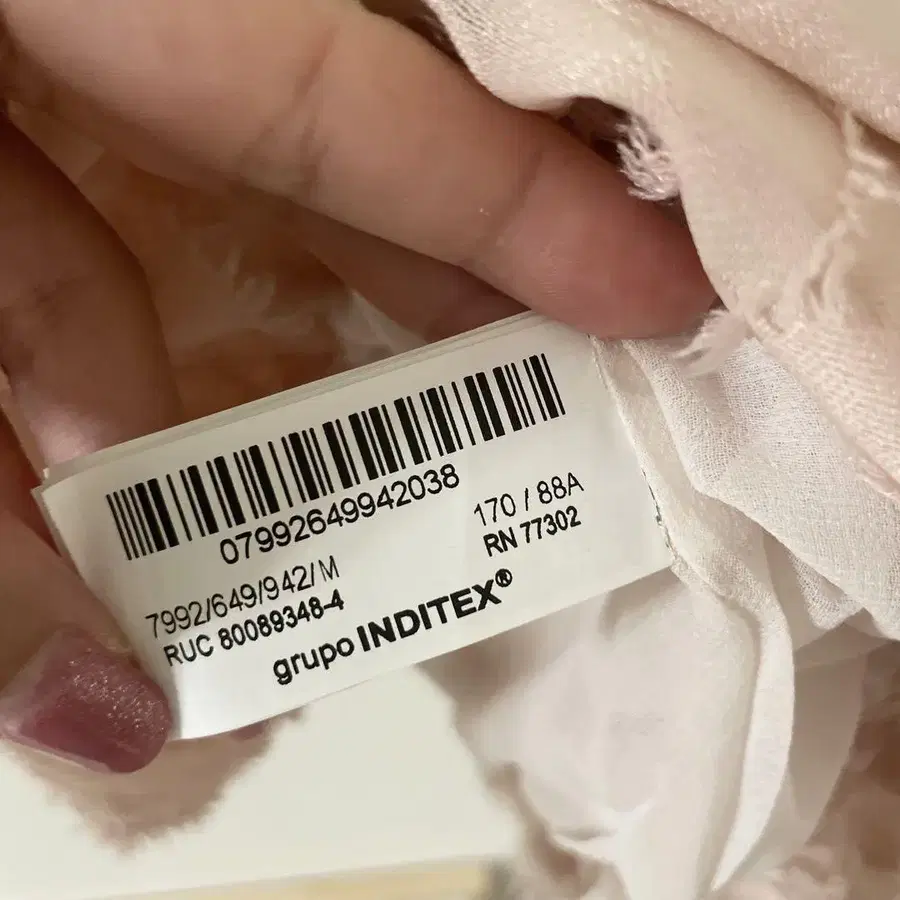 07992649942038
7992/649/942/M
170 / 88A
RUC 80089348-4
RN 77302
grupo INDITEX®